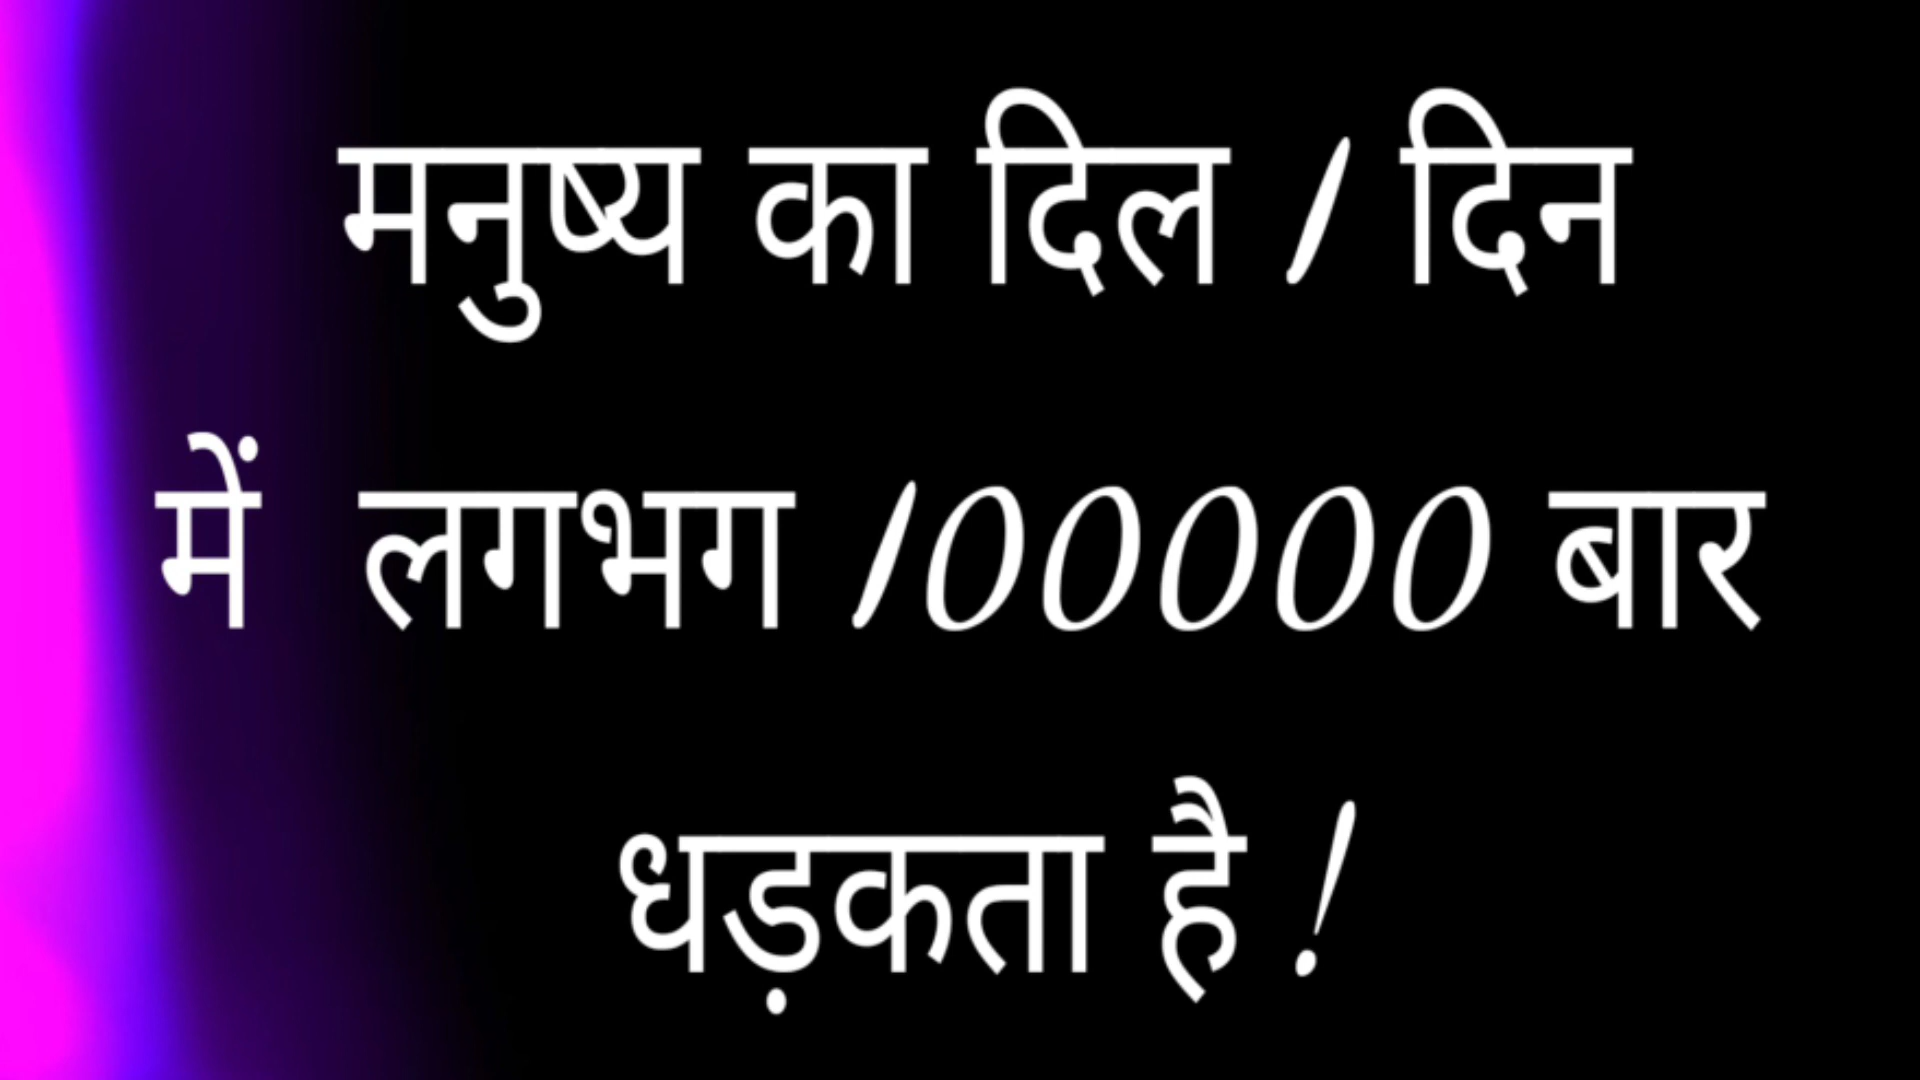 मनुष्य का दिल 1 दिन
में लगभग 100000 बार
धड़कता है !